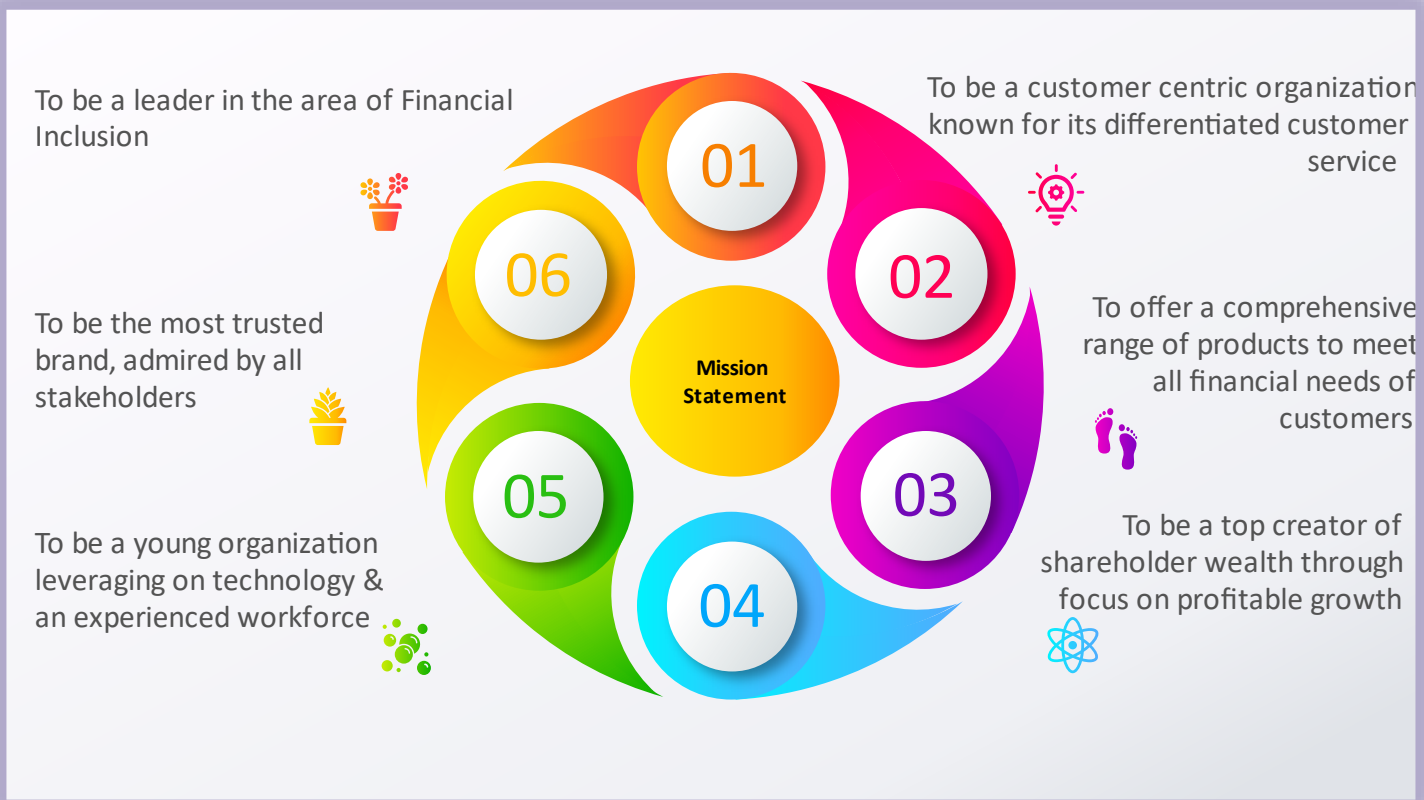 To be a leader in the area of Financial
Inclusion
01
To be a customer centric organization
known for its differentiated customer
service
02
To offer a comprehensive
range of products to meet
all financial needs of
customers
03
To be a top creator of
shareholder wealth through
focus on profitable growth
04
To be a young organization
leveraging on technology &
an experienced workforce
05
To be the most trusted
brand, admired by all
stakeholders
06
Mission
Statement